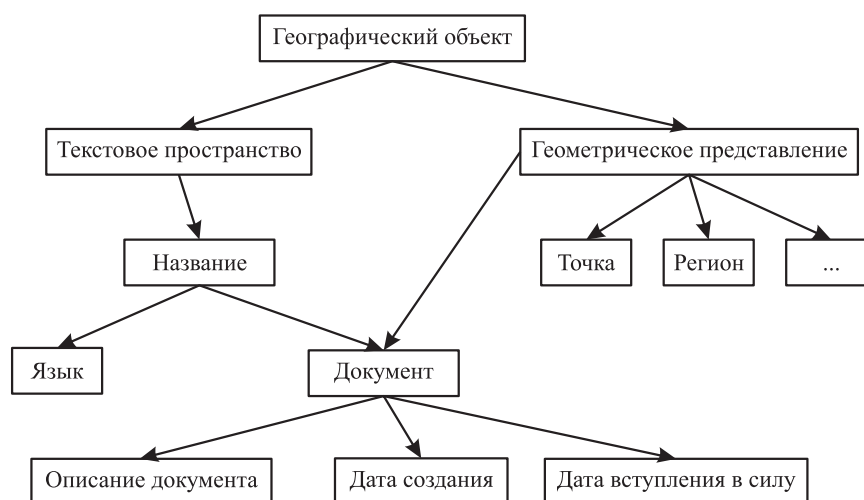 Географический объект
Текстовое пространство
Геометрическое представление
Название
Точка
Регион
...
Язык
Документ
Описание документа
Дата создания
Дата вступления в силу